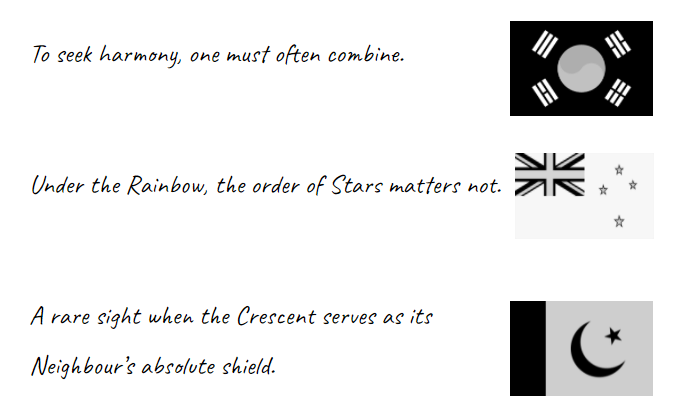 To seek harmony, one must often combine.
Under the Rainbow, the order of Stars matters not.
A rare sight when the Crescent serves as its
Neighbour's absolute shield.